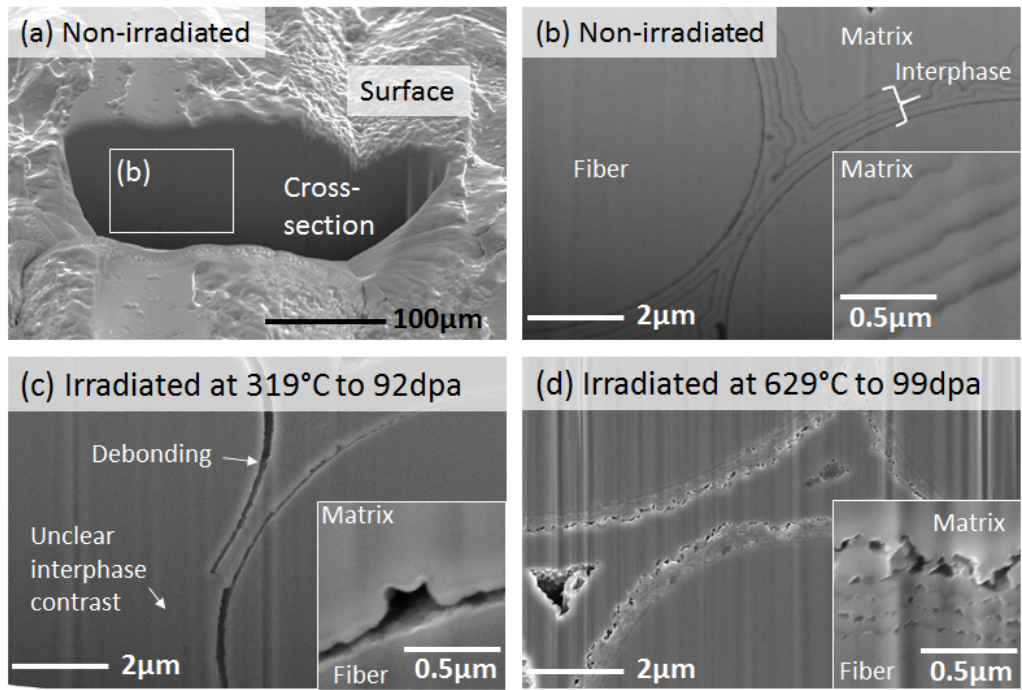 (a) Non-irradiated
Surface
(b)
Cross-
section
100µm
(b) Non-irradiated
Matrix
Interphase
Fiber
Matrix
0.5µm
2µm
(c) Irradiated at 319°C to 92dpa
Debonding
Unclear
interphase
contrast
Matrix
Fiber
0.5µm
2µm
(d) Irradiated at 629°C to 99dpa
Matrix
Fiber
0.5µm
2µm